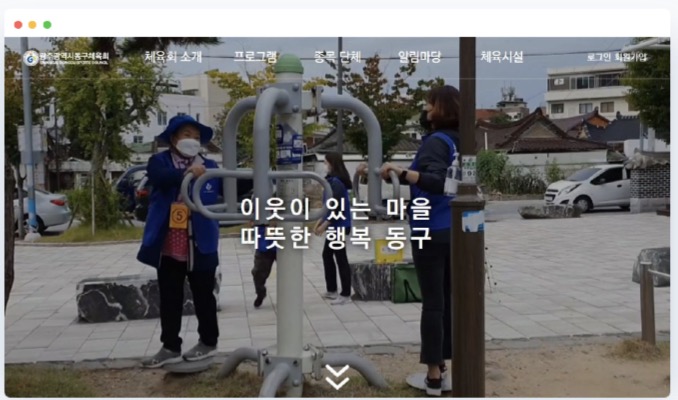 광주광역시동구체육회
체육회 소개
프로그램
종목 단체
알림마당
체육시설
로그인 회원가입
이웃이 있는 마을
따뜻한 행복 동구
5